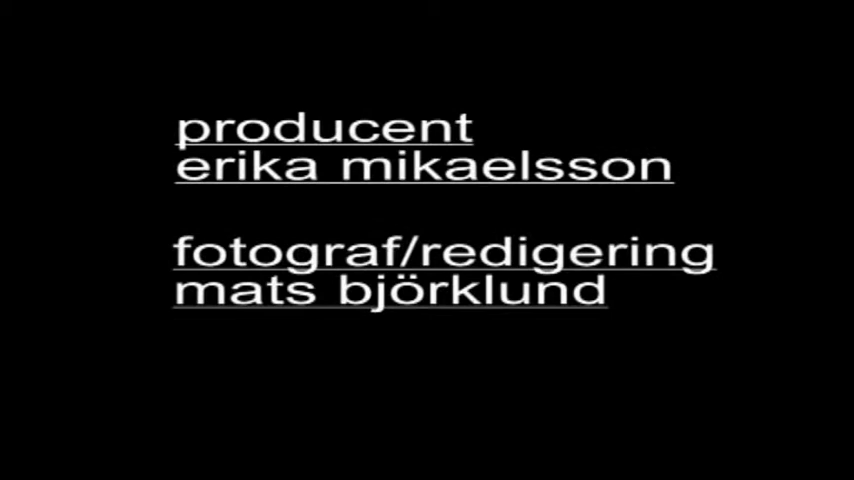 producent
erika mikaelsson
fotograf/redigering
mats björklund